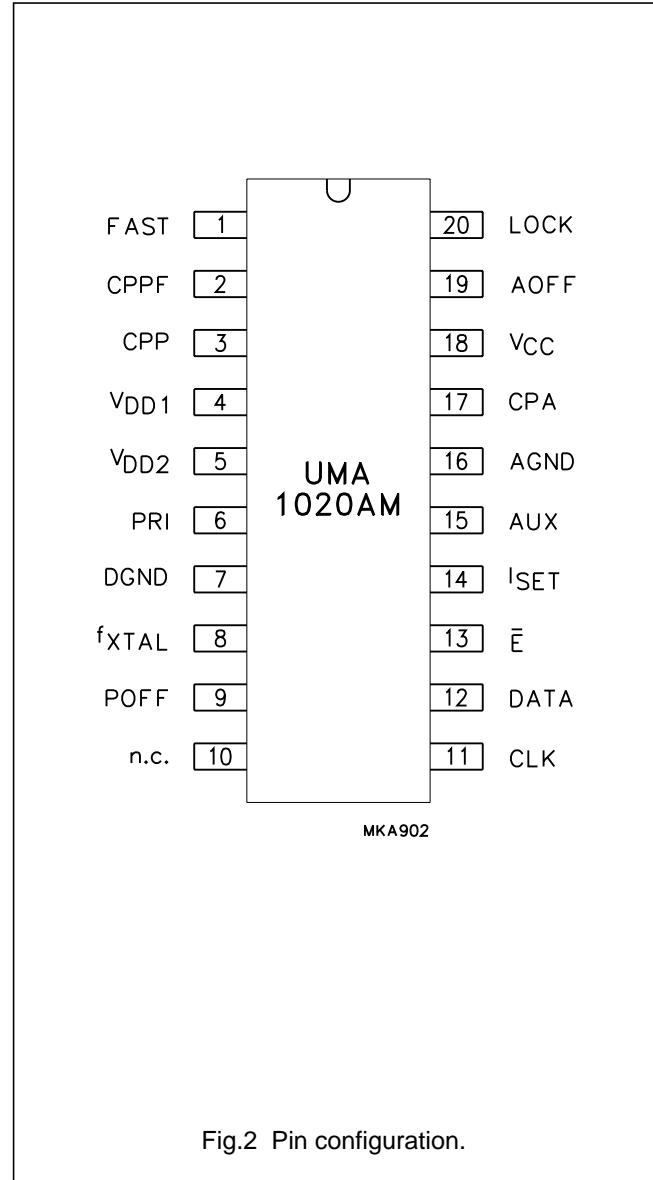 FAST 1 20 LOCK
CPPF 2 19 AOFF
CPP 3 18 VCC
VDD1 4 17 CPA
VDD2 5 16 AGND
UMA
1020AM
PRI 6 15 AUX
DGND 7 14 ISET
fXTAL 8 13 E̅
POFF 9 12 DATA
n.c. 10 11 CLK
MKA902
Fig.2 Pin configuration.